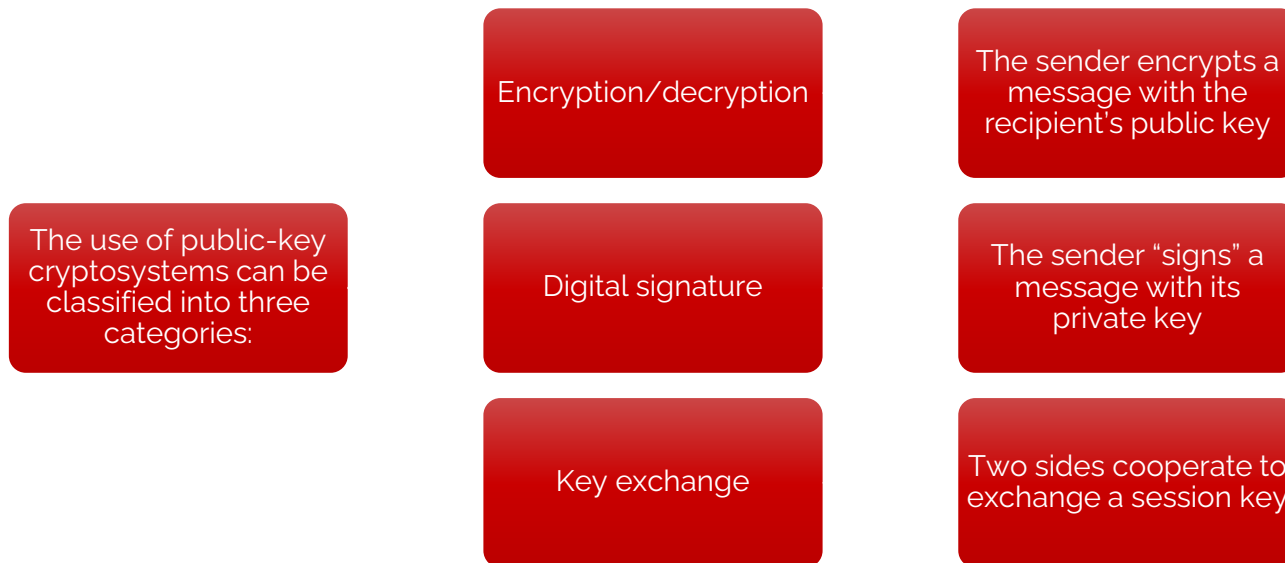 The use of public-key
cryptosystems can be
classified into three
categories:
Encryption/decryption
The sender encrypts a
message with the
recipient’s public key
Digital signature
The sender “signs” a
message with its
private key
Key exchange
Two sides cooperate to
exchange a session key